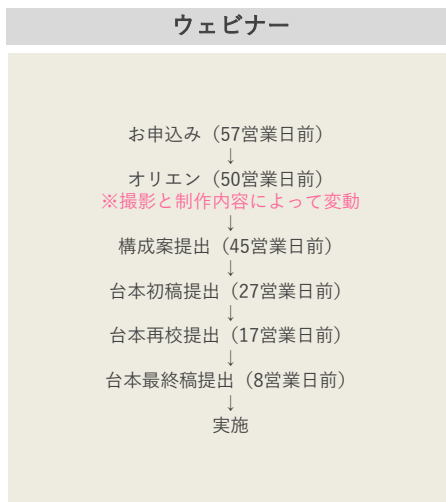 ウェビナー
お申込み（57営業日前）
↓
オリエン（50営業日前）
※撮影と制作内容によって変動
↓
構成案提出（45営業日前）
↓
台本初稿提出（27営業日前）
↓
台本再校提出（17営業日前）
↓
台本最終稿提出（8営業日前）
↓
実施